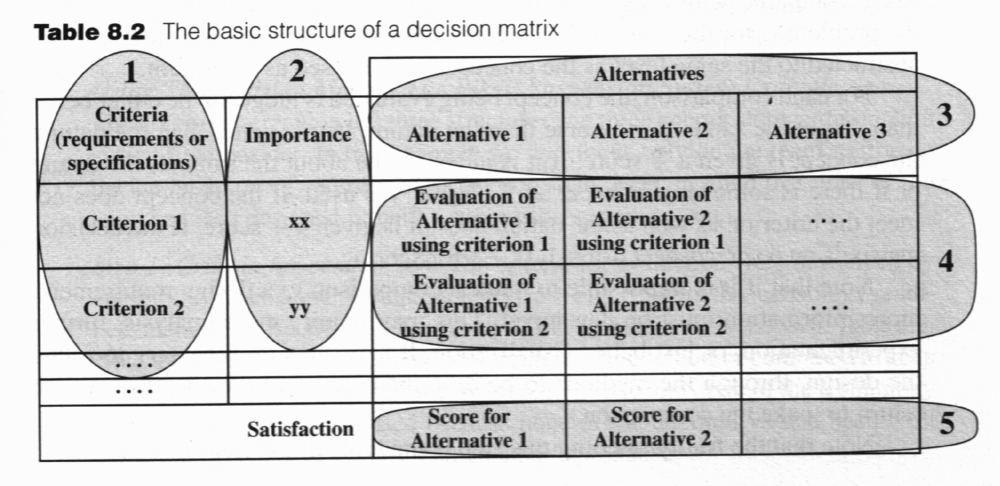 Table 8.2 The basic structure of a decision matrix
1
2
Alternatives
3
Criteria
(requirements or
specifications)
Importance
Alternative 1
Alternative 2
Alternative 3
Criterion 1
xx
Evaluation of
Alternative 1
using criterion 1
Evaluation of
Alternative 2
using criterion 1
....
4
Criterion 2
yy
Evaluation of
Alternative 1
using criterion 2
Evaluation of
Alternative 2
using criterion 2
....
....
....
Satisfaction
Score for
Alternative 1
Score for
Alternative 2
5